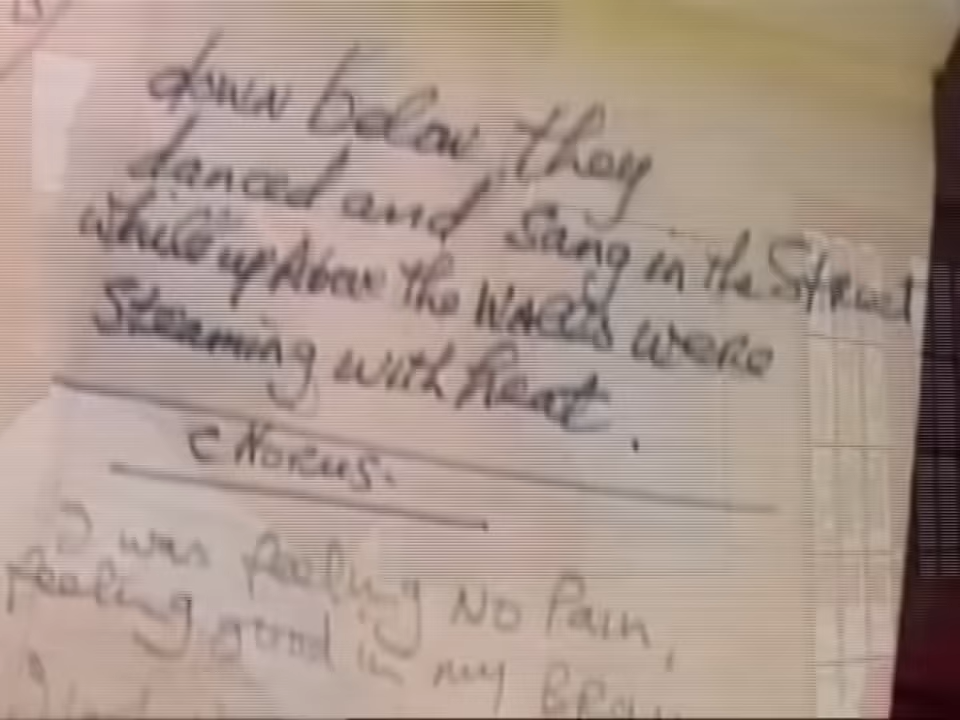 down below they
danced and Sang in the Street
while up Above the Walls were
Steaming with heat.
CHORUS.
I was feeling No Pain,
feeling good in my